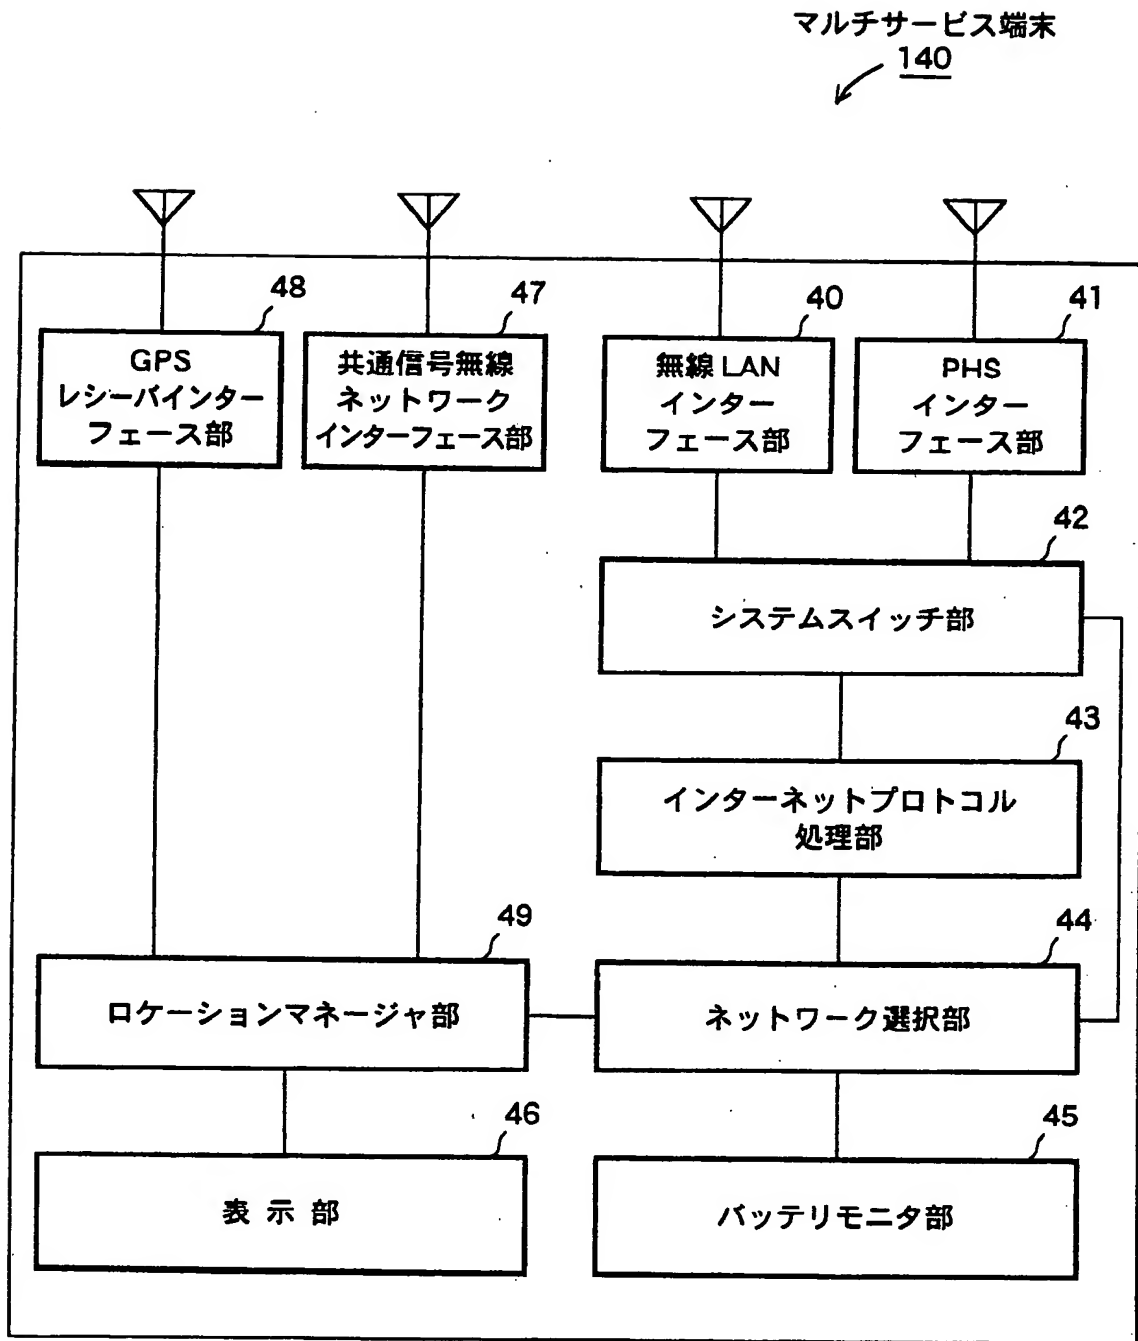 マルチサービス端末
140
48
47
40
41
GPS
レシーバインター
フェース部
共通信号無線
ネットワーク
インターフェース部
無線LAN
インター
フェース部
PHS
インター
フェース部
42
システムスイッチ部
43
インターネットプロトコル
処理部
49
44
ロケーションマネージャ部
ネットワーク選択部
46
45
表示部
バッテリモニタ部